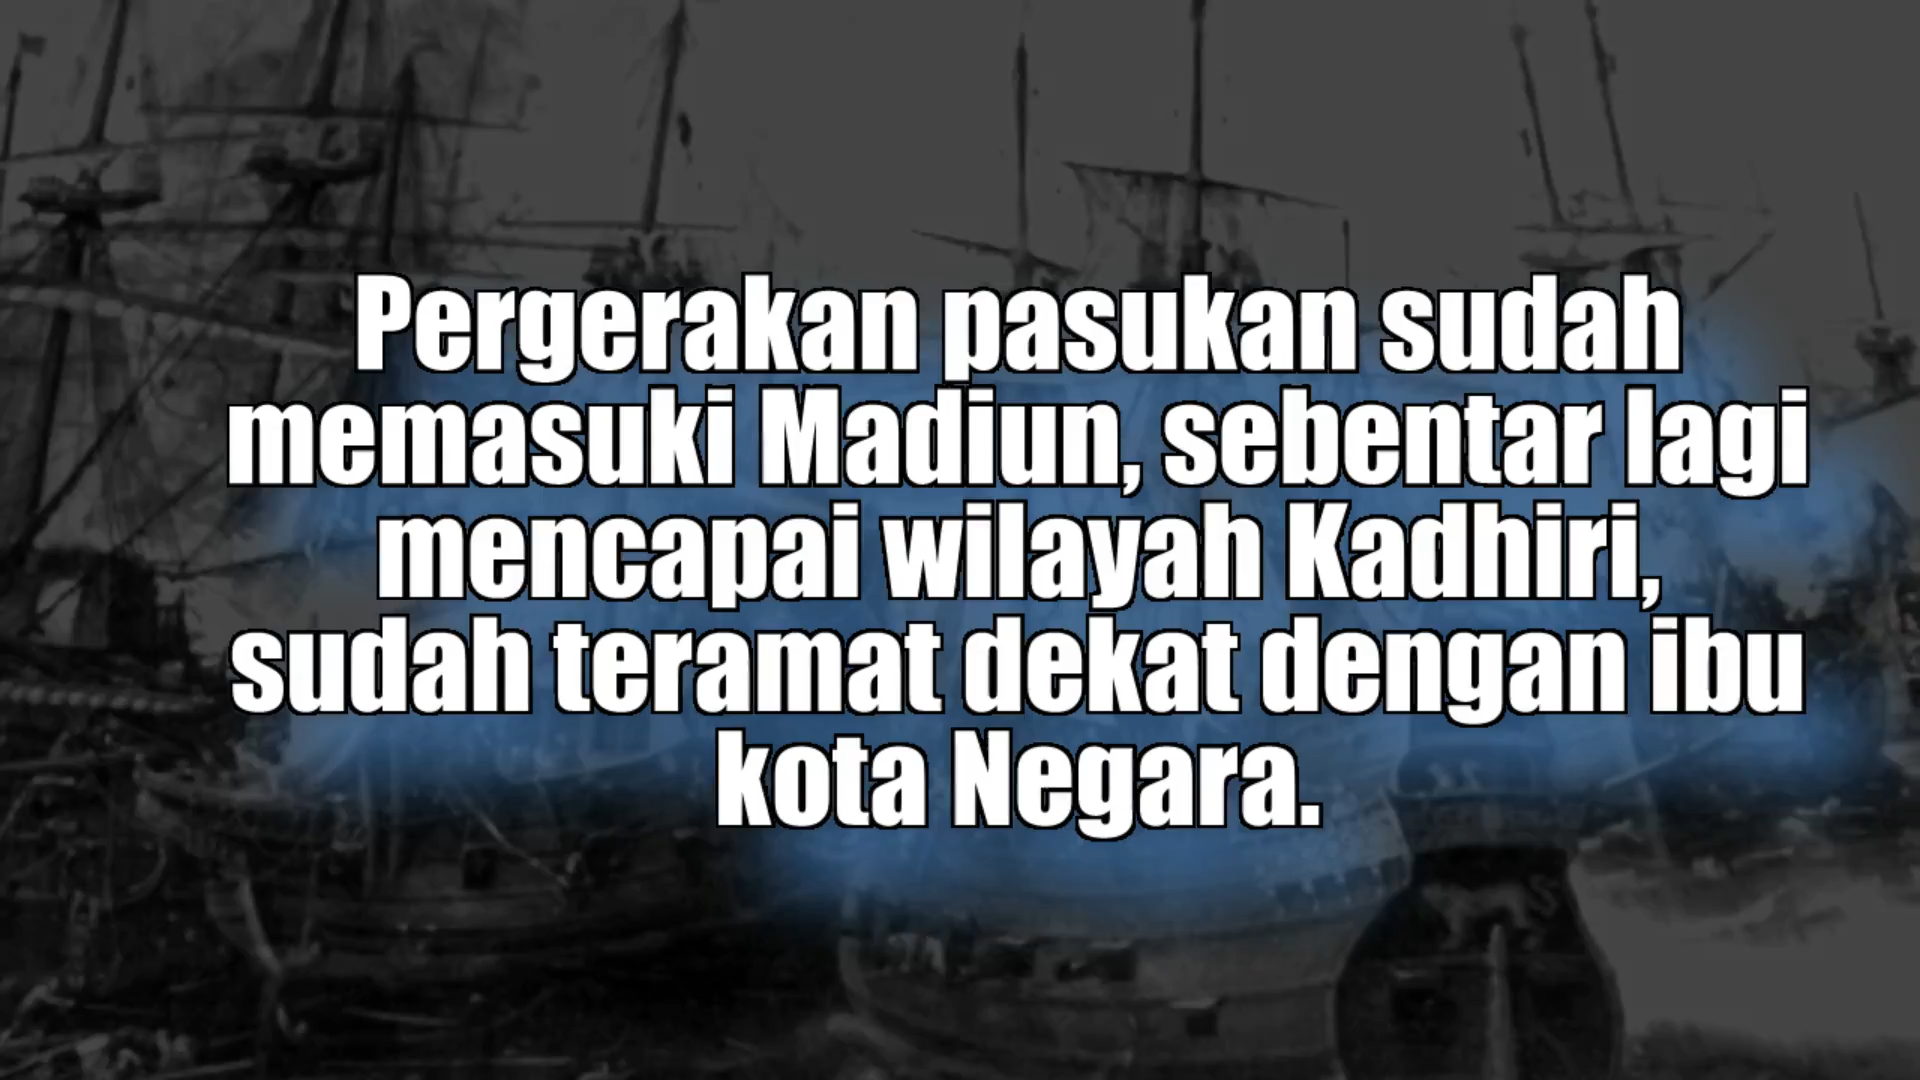 Pergerakan pasukan sudah
memasuki Madiun, sebentar lagi
mencapai wilayah Kadhiri,
sudah teramat dekat dengan ibu
kota Negara.